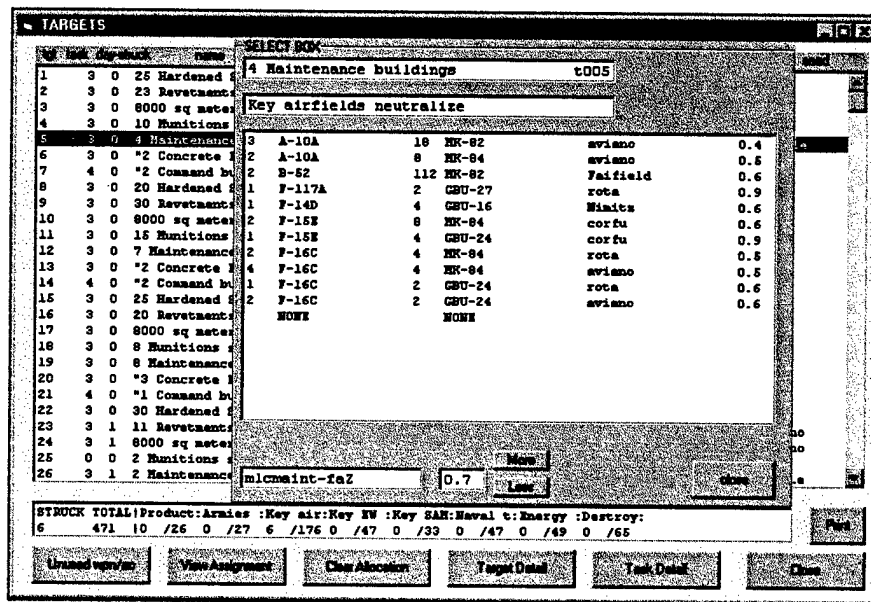 TARGETS
SELECT BOX
4 Maintenance buildings t005
Key airfields neutralize
3 A-10A 18 MK-82 aviano 0.4
2 A-10A 8 MK-84 aviano 0.5
2 B-52 112 MK-82 Faifield 0.6
1 F-117A 2 GBU-27 rota 0.9
1 F-14D 4 GBU-16 Nimitz 0.6
2 F-15E 8 MK-84 corfu 0.6
1 F-15E 4 GBU-24 corfu 0.9
2 F-16C 4 MK-84 rota 0.5
4 F-16C 4 MK-84 aviano 0.5
1 F-16C 2 GBU-24 rota 0.6
2 F-16C 2 GBU-24 aviano 0.6
NONE NONE
mlcmaint-faZ 0.7 More
Less
close
name
1 3 0 25 Hardened S
2 3 0 23 Revetments
3 3 0 8000 sq meter
4 3 0 10 Munitions
5 3 0 4 Maintenance
6 3 0 "2 Concrete
7 4 0 "2 Command bu
8 3 0 20 Hardened S
9 3 0 30 Revetments
10 3 0 8000 sq meter
11 3 0 15 Munitions
12 3 0 7 Maintenance
13 3 0 "2 Concrete
14 4 0 "2 Command bu
15 3 0 25 Hardened S
16 3 0 20 Revetments
17 3 0 8000 sq meter
18 3 0 8 Munitions s
19 3 0 8 Maintenance
20 3 0 "3 Concrete
21 4 0 "1 Command bu
22 3 0 30 Hardened S
23 3 1 11 Revetments
24 3 1 8000 sq meter
25 0 0 2 Munitions s
26 3 1 2 Maintenance
STRUCK TOTAL|Product:Armies :Key air:Key EW :Key SAM:Naval t:Energy :Destroy:
6 471 |0 /26 0 /27 6 /176 0 /47 0 /33 0 /47 0 /49 0 /65
Print
Unused wpn/ac View Assignment Clear Allocation Target Detail Task Detail Close